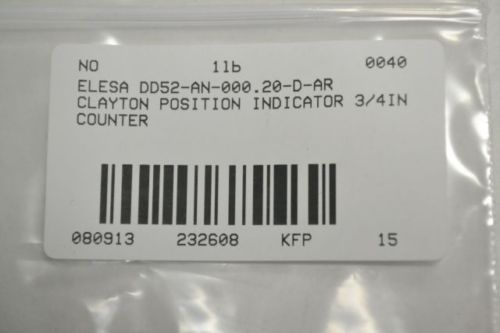 NO 11b 0040
ELESA DD52-AN-000.20-D-AR
CLAYTON POSITION INDICATOR 3/4IN
COUNTER
080913 232608 KFP 15